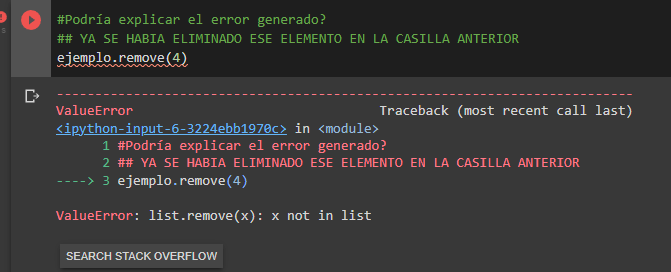 #Podría explicar el error generado?
## YA SE HABIA ELIMINADO ESE ELEMENTO EN LA CASILLA ANTERIOR
ejemplo.remove(4)
---------------------------------------------------------------------------
ValueError                                Traceback (most recent call last)
<ipython-input-6-3224ebb1970c> in <module>
      1 #Podría explicar el error generado?
      2 ## YA SE HABIA ELIMINADO ESE ELEMENTO EN LA CASILLA ANTERIOR
----> 3 ejemplo.remove(4)
ValueError: list.remove(x): x not in list
SEARCH STACK OVERFLOW